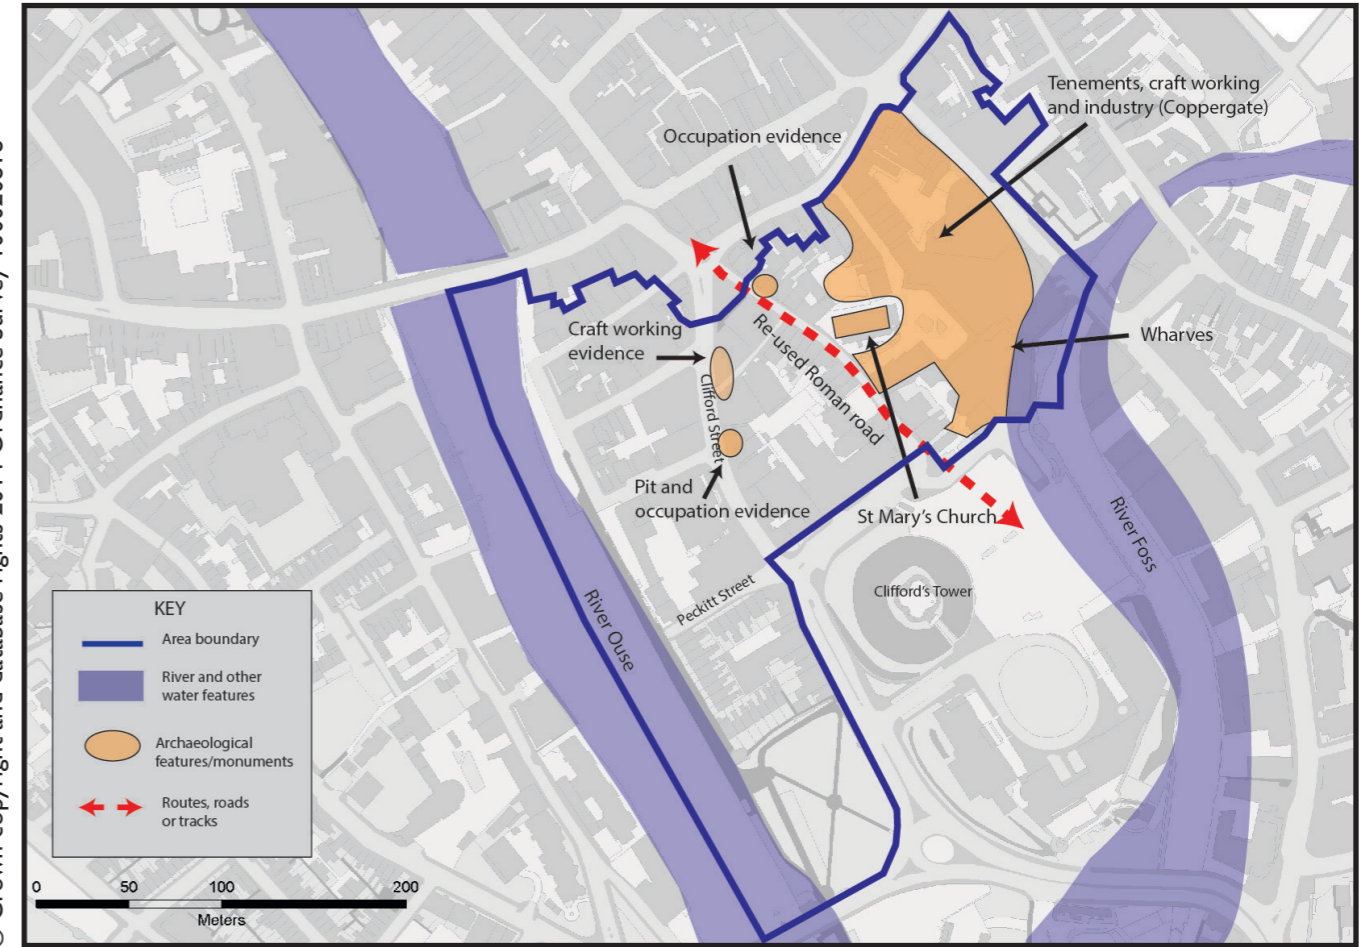 Tenements, craft working
and industry (Coppergate)
Occupation evidence
Craft working
evidence
Re-used Roman road
Wharves
Clifford Street
Pit and
occupation evidence
St Mary's Church
River Foss
Clifford's Tower
Peckitt Street
River Ouse
KEY
Area boundary
River and other
water features
Archaeological
features/monuments
Routes, roads
or tracks
0 50 100 200
Meters